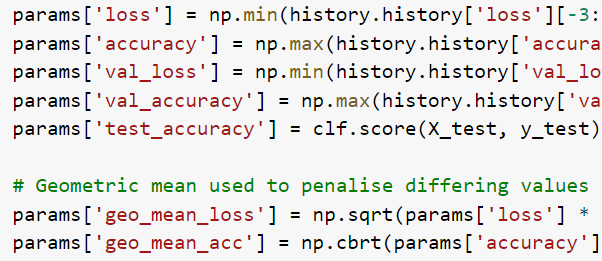 params['loss'] = np.min(history.history['loss'][-3:
params['accuracy'] = np.max(history.history['accura
params['val_loss'] = np.min(history.history['val_lo
params['val_accuracy'] = np.max(history.history['va
params['test_accuracy'] = clf.score(X_test, y_test)
# Geometric mean used to penalise differing values
params['geo_mean_loss'] = np.sqrt(params['loss'] *
params['geo_mean_acc'] = np.cbrt(params['accuracy']